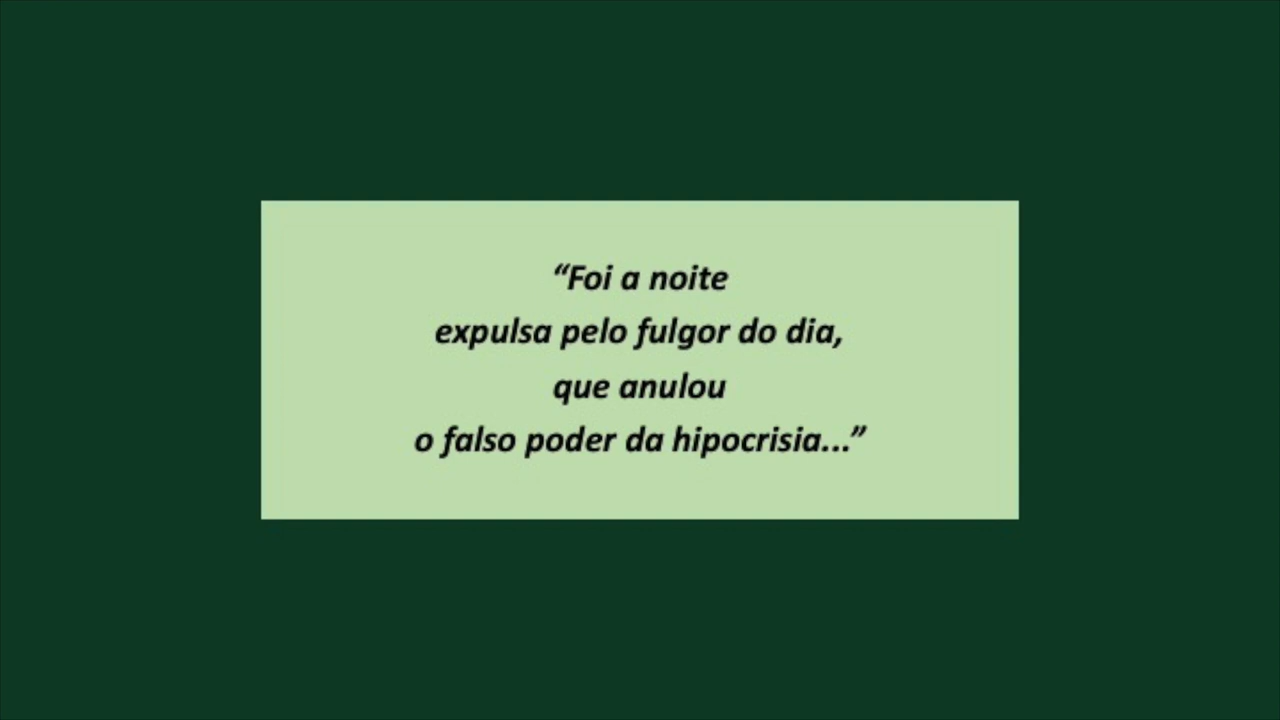 “Foi a noite
expulsa pelo fulgor do dia,
que anulou
o falso poder da hipocrisia...”